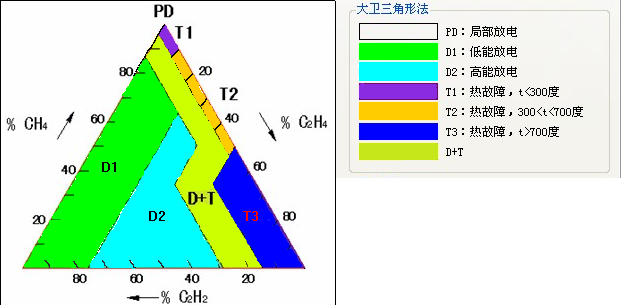 PD
T1
80
20
T2
60
40
% CH₄
% C₂H₄
40
60
D1
20
D2
D+T
T3
80
80
60
40
20
% C₂H₂
大卫三角形法
PD：局部放电
D1：低能放电
D2：高能放电
T1：热故障，t<300度
T2：热故障，300<t<700度
T3：热故障，t>700度
D+T